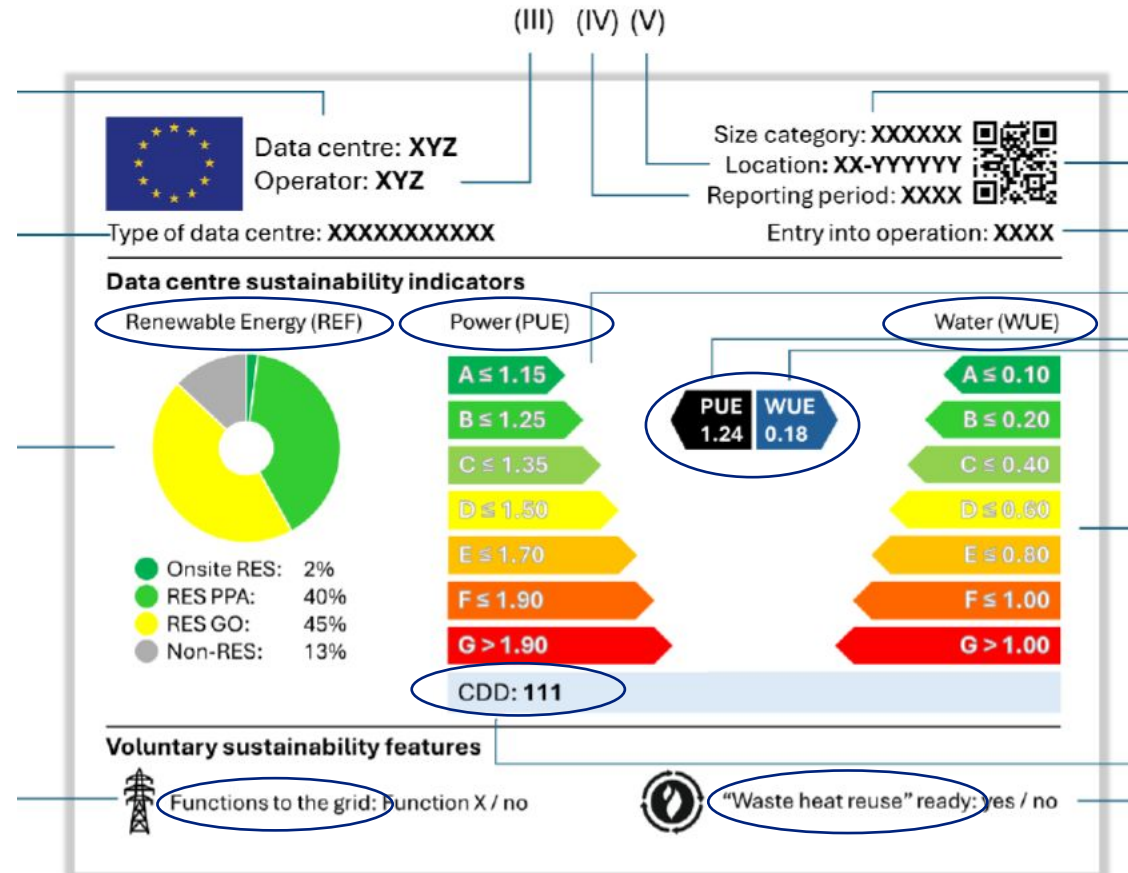 (III) (IV) (V)
Data centre: XYZ
Operator: XYZ
Size category: XXXXXX
Location: XX-YYYYYY
Reporting period: XXXX
Type of data centre: XXXXXXXXXXX
Entry into operation: XXXX
Data centre sustainability indicators
Renewable Energy (REF)
Power (PUE)
Water (WUE)
A ≤ 1.15
B ≤ 1.25
C ≤ 1.35
D ≤ 1.50
E ≤ 1.70
F ≤ 1.90
G > 1.90
PUE WUE
1.24 0.18
A ≤ 0.10
B ≤ 0.20
C ≤ 0.40
D ≤ 0.60
E ≤ 0.80
F ≤ 1.00
G > 1.00
Onsite RES: 2%
RES PPA: 40%
RES GO: 45%
Non-RES: 13%
CDD: 111
Voluntary sustainability features
Functions to the grid: Function X / no
“Waste heat reuse” ready: yes / no